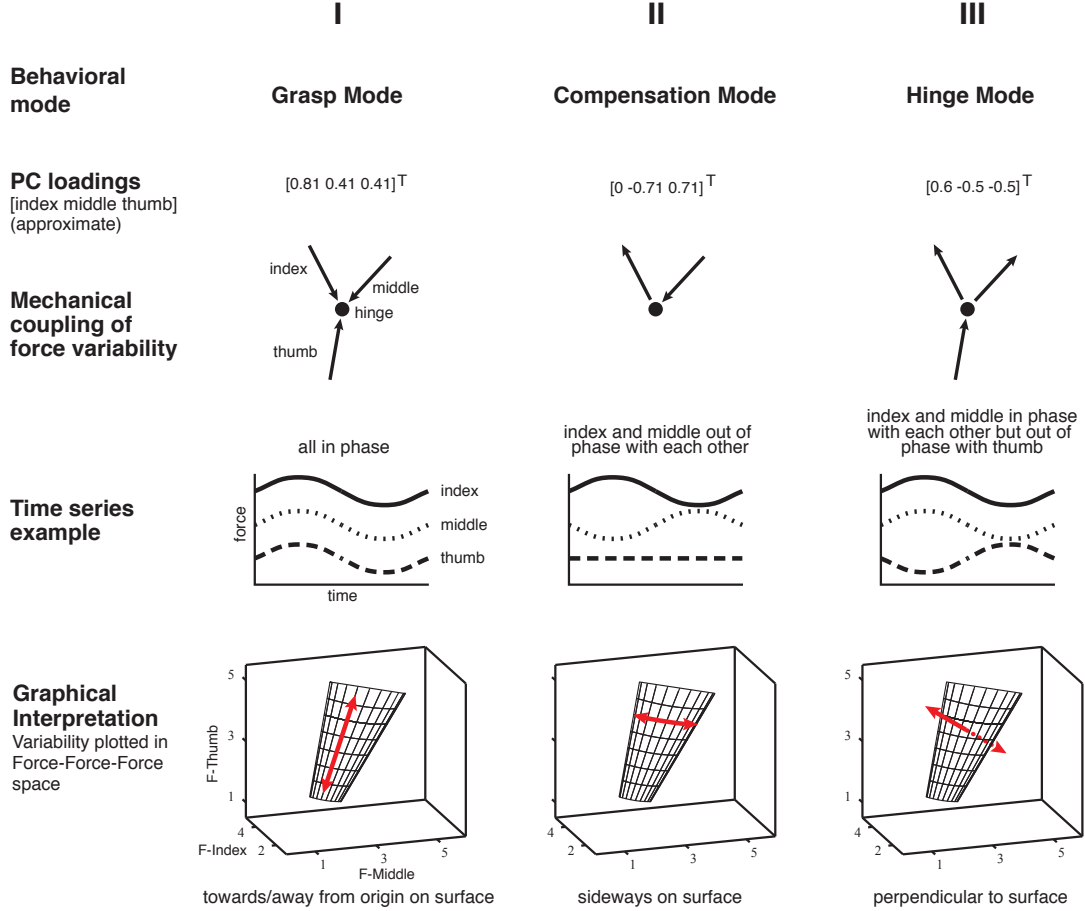 I II III
Behavioral
mode
Grasp Mode Compensation Mode Hinge Mode
PC loadings
[index middle thumb]
(approximate)
[0.81 0.41 0.41]T [0 -0.71 0.71]T [0.6 -0.5 -0.5]T
Mechanical
coupling of
force variability
index
middle
hinge
thumb
Time series
example
all in phase
index and middle out of
phase with each other
index and middle in phase
with each other but out of
phase with thumb
force
index
middle
thumb
time
Graphical
Interpretation
Variability plotted in
Force-Force-Force
space
F-Thumb
5
3
1
4
2
F-Index
1
3
5
F-Middle
towards/away from origin on surface
5
3
1
4
2
1
3
5
sideways on surface
5
3
1
4
2
1
3
5
perpendicular to surface